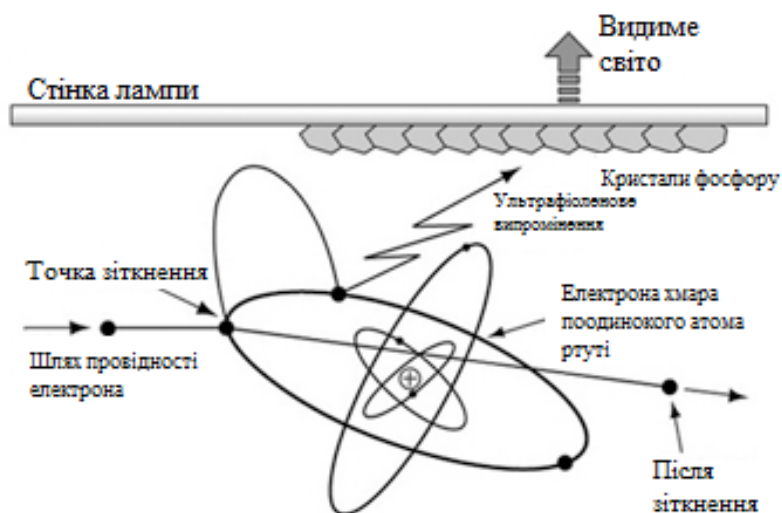 Видиме
світо
Стінка лампи
Кристали фосфору
Ультрафіоленове
випромінення
Точка зіткнення
Електрона хмара
поодинокого атома
ртуті
Шлях провідності
електрона
Після
зіткнення